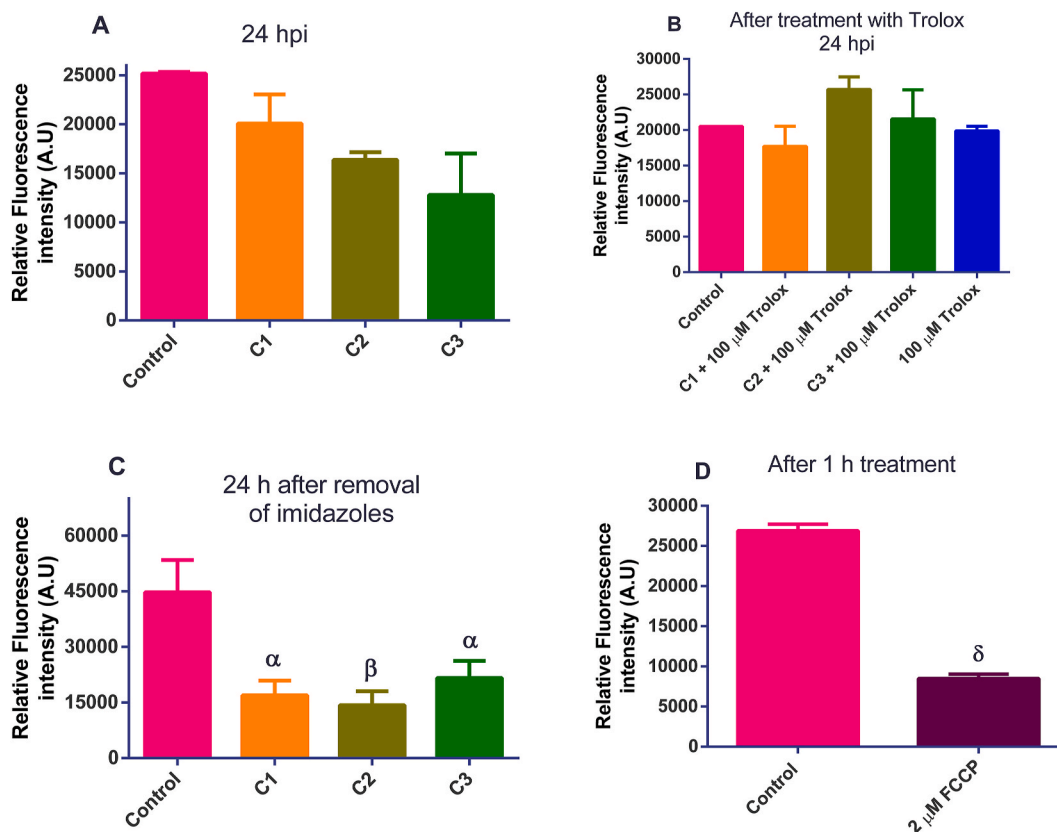 A
24 hpi
Relative Fluorescence
intensity (A.U)
25000
20000
15000
10000
5000
0
Control
C1
C2
C3
B
After treatment with Trolox
24 hpi
Relative Fluorescence
intensity (A.U)
30000
25000
20000
15000
10000
5000
0
Control
C1 + 100 μM Trolox
C2 + 100 μM Trolox
C3 + 100 μM Trolox
100 μM Trolox
C
24 h after removal
of imidazoles
Relative Fluorescence
intensity (A.U)
60000
45000
30000
15000
0
α
β
α
Control
C1
C2
C3
D
After 1 h treatment
Relative Fluorescence
intensity (A.U)
30000
25000
20000
15000
10000
5000
0
δ
Control
2 μM FCCP